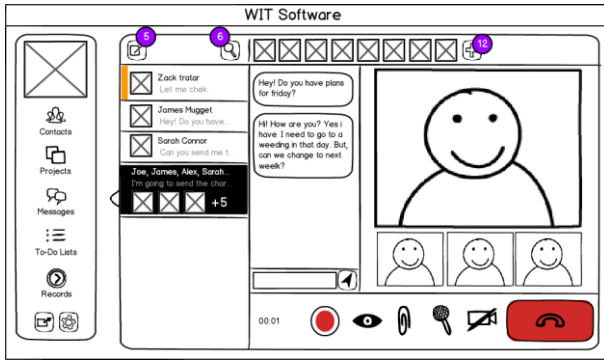 WIT Software
5
6
12
Contacts
Projects
Messages
To-Do Lists
Records
Zack tratar
Let me chek
James Mugget
Hey! Do you have...
Sarah Connor
Can you send me t...
Joe, James, Alex, Sarah...
I'm going to send the char...
+5
Hey! Do you have plans
for friday?
Hi! How are you? Yes i
have. I need to go to a
weeding in that day. But,
can we change to next
weelk?
00:01